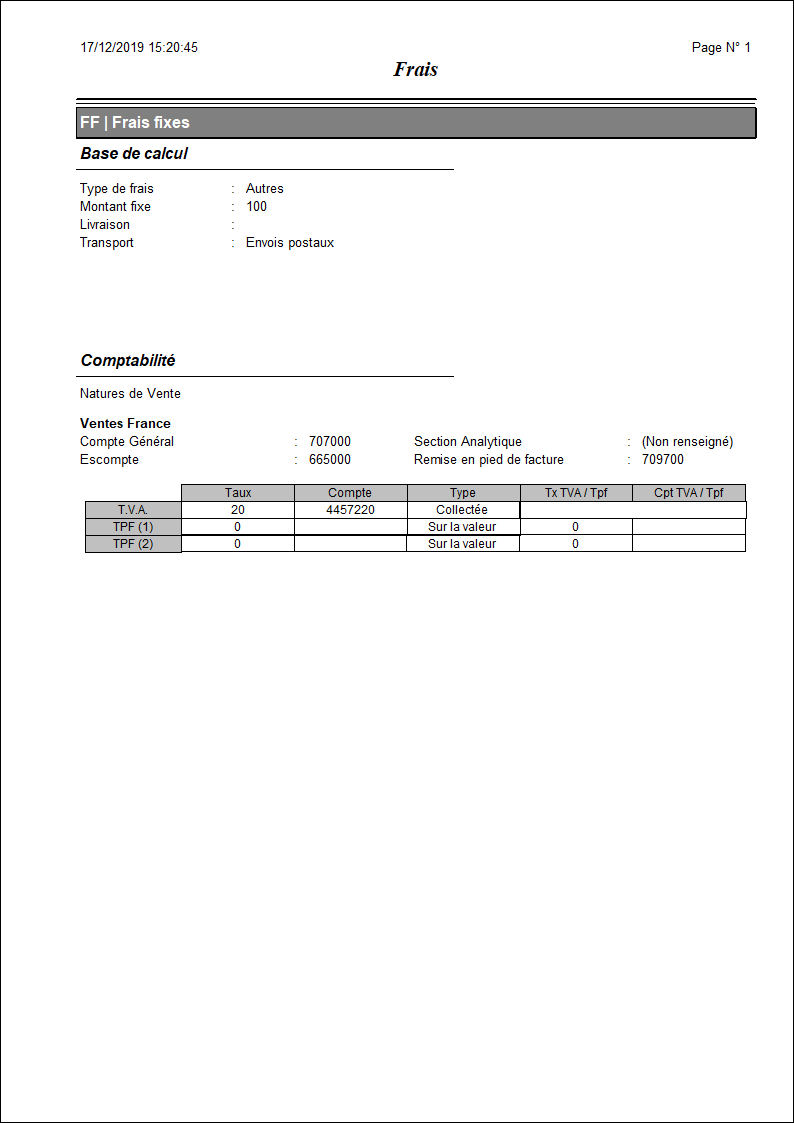 17/12/2019 15:20:45 Page N° 1
Frais
FF | Frais fixes
Base de calcul
Type de frais : Autres
Montant fixe : 100
Livraison :
Transport : Envois postaux
Comptabilité
Natures de Vente
Ventes France
Compte Général : 707000 Section Analytique : (Non renseigné)
Escompte : 665000 Remise en pied de facture : 709700
Taux Compte Type Tx TVA / Tpf Cpt TVA / Tpf
T.V.A. 20 4457220 Collectée
TPF (1) 0 Sur la valeur 0
TPF (2) 0 Sur la valeur 0